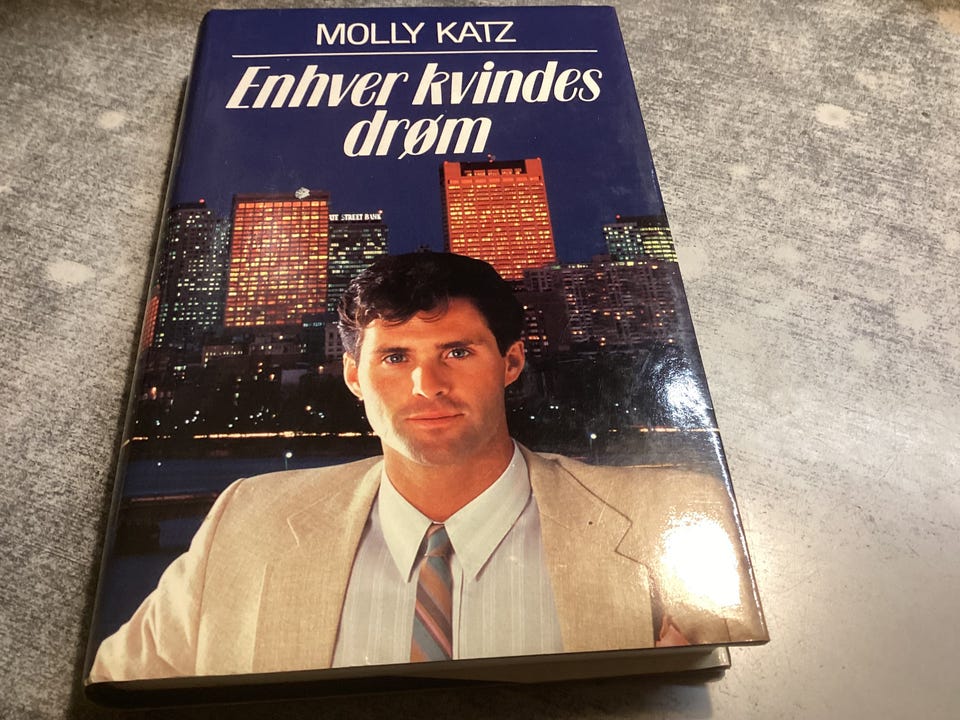 MOLLY KATZ
Enhver kvindes
drøm
STREET BANK